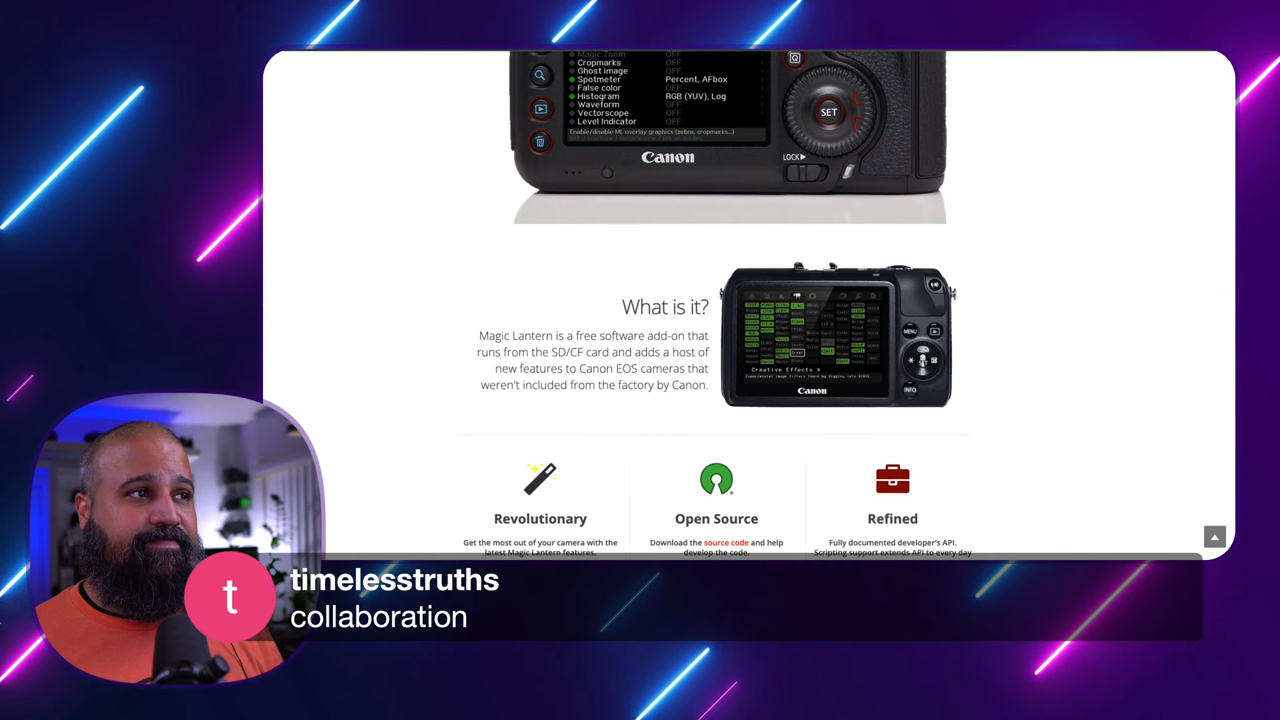 Magic Zoom OFF
Cropmarks OFF
Ghost image OFF
Spotmeter Percent, AFbox
False color OFF
Histogram RGB (YUV), Log
Waveform OFF
Vectorscope OFF
Level Indicator OFF
Enable/disable ML overlay graphics (zebra, cropmarks...)
Q
SET
LOCK
Canon
What is it?
Magic Lantern is a free software add-on that
runs from the SD/CF card and adds a host of
new features to Canon EOS cameras that
weren't included from the factory by Canon.
MENU
INFO
Creative Effects
Canon
Revolutionary
Get the most out of your camera with the
latest Magic Lantern features.
Open Source
Download the source code and help
develop the code.
Refined
Fully documented developer's API.
Scripting support extends API to every day
t
timelesstruths
collaboration